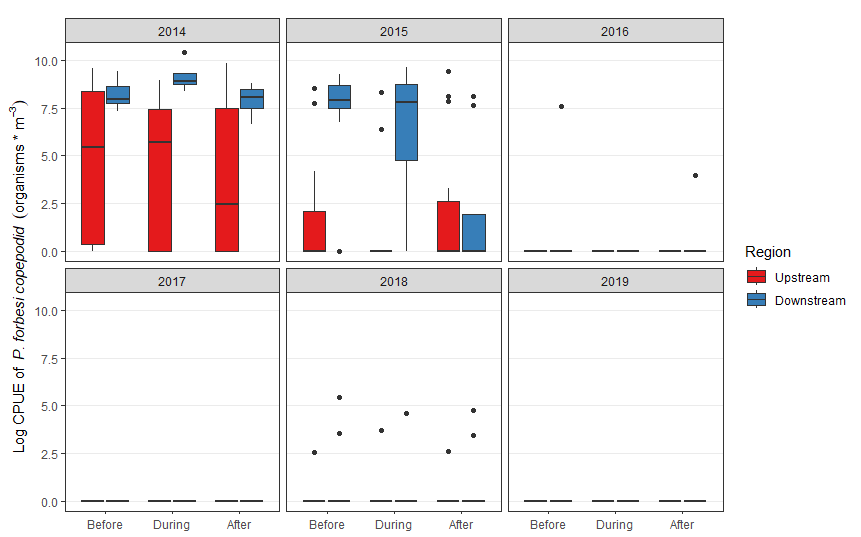 2014 2015 2016
10.0
7.5
5.0
2.5
0.0
2017 2018 2019
10.0
7.5
5.0
2.5
0.0
Before During After Before During After Before During After
Log CPUE of P. forbesi copepodid (organisms * m⁻³)
Region
Upstream
Downstream